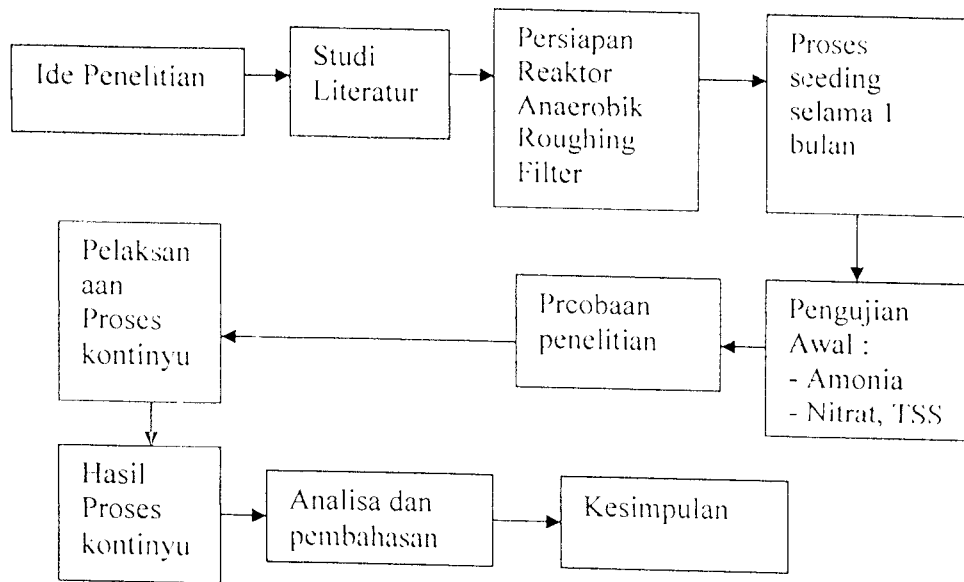 Ide Penelitian
Studi
Literatur
Persiapan
Reaktor
Anaerobik
Roughing
Filter
Proses
seeding
selama 1
bulan
Pengujian
Awal :
- Amonia
- Nitrat, TSS
Prcobaan
penelitian
Pelaksan
aan
Proses
kontinyu
Hasil
Proses
kontinyu
Analisa dan
pembahasan
Kesimpulan